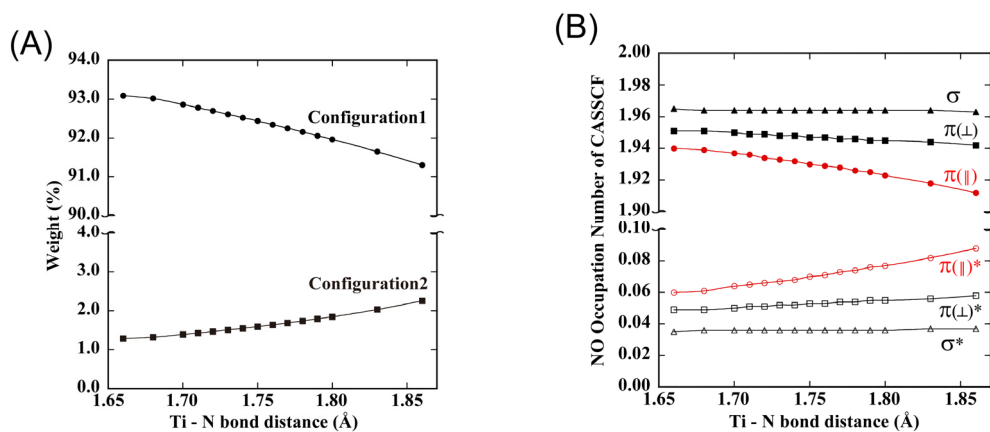 (A)
Weight (%)
94.0
93.0
92.0
91.0
90.0
4.0
3.0
2.0
1.0
0.0
Configuration1
Configuration2
1.65 1.70 1.75 1.80 1.85
Ti - N bond distance (Å)
(B)
NO Occupation Number of CASSCF
2.00
1.98
1.96
1.94
1.92
1.90
0.10
0.08
0.06
0.04
0.02
0.00
σ
π(⊥)
π(∥)
π(∥)*
π(⊥)*
σ*
1.65 1.70 1.75 1.80 1.85
Ti - N bond distance (Å)